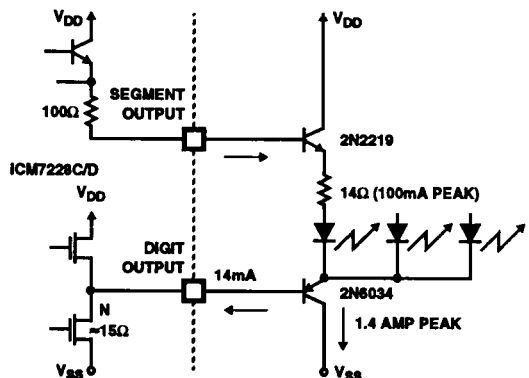 VDD
VDD
SEGMENT
OUTPUT
100Ω
2N2219
iCM7228C/D
14Ω (100mA PEAK)
VDD
DIGIT
OUTPUT
14mA
2N6034
N
≈15Ω
1.4 AMP PEAK
VSS
VSS